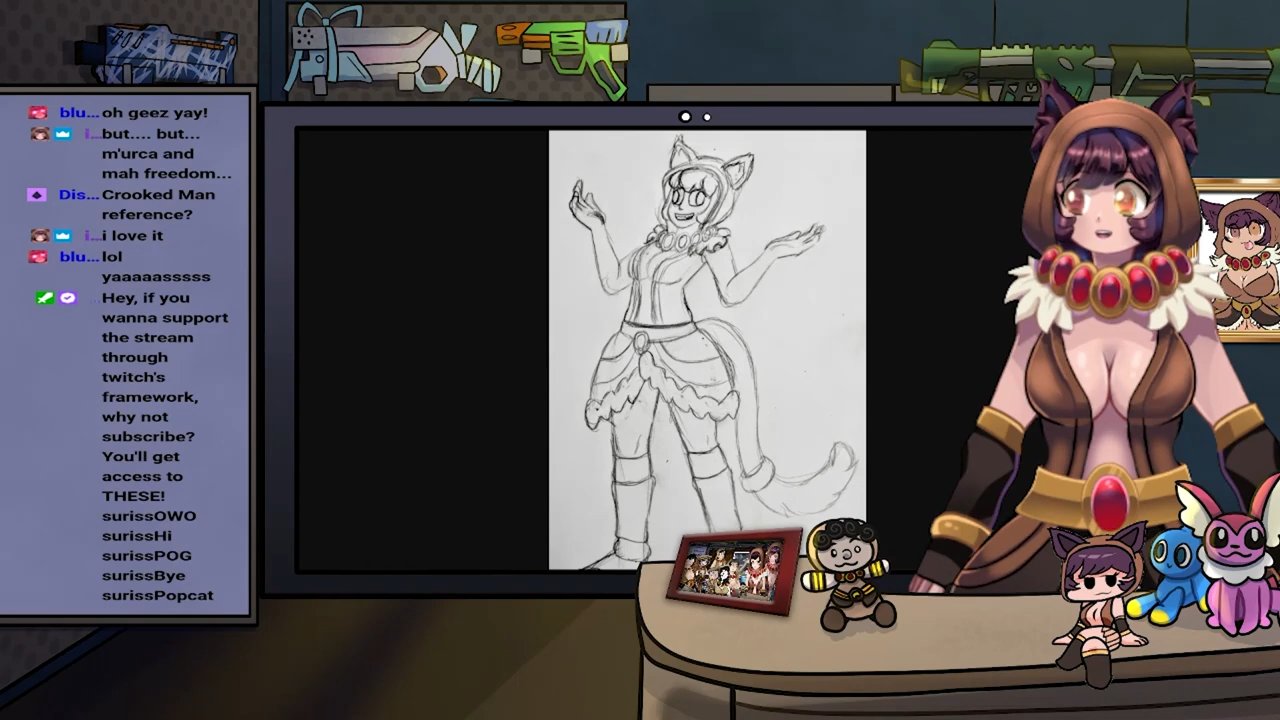 blu... oh geez yay!
i... but.... but...
m'urca and
mah freedom...
Dis... Crooked Man
reference?
i... i love it
blu... lol
yaaaaasssss
Hey, if you
wanna support
the stream
through
twitch's
framework,
why not
subscribe?
You'll get
access to
THESE!
surissOWO
surissHi
surissPOG
surissBye
surissPopcat